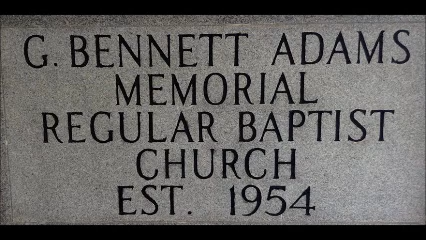 G. BENNETT ADAMS
MEMORIAL
REGULAR BAPTIST
CHURCH
EST. 1954